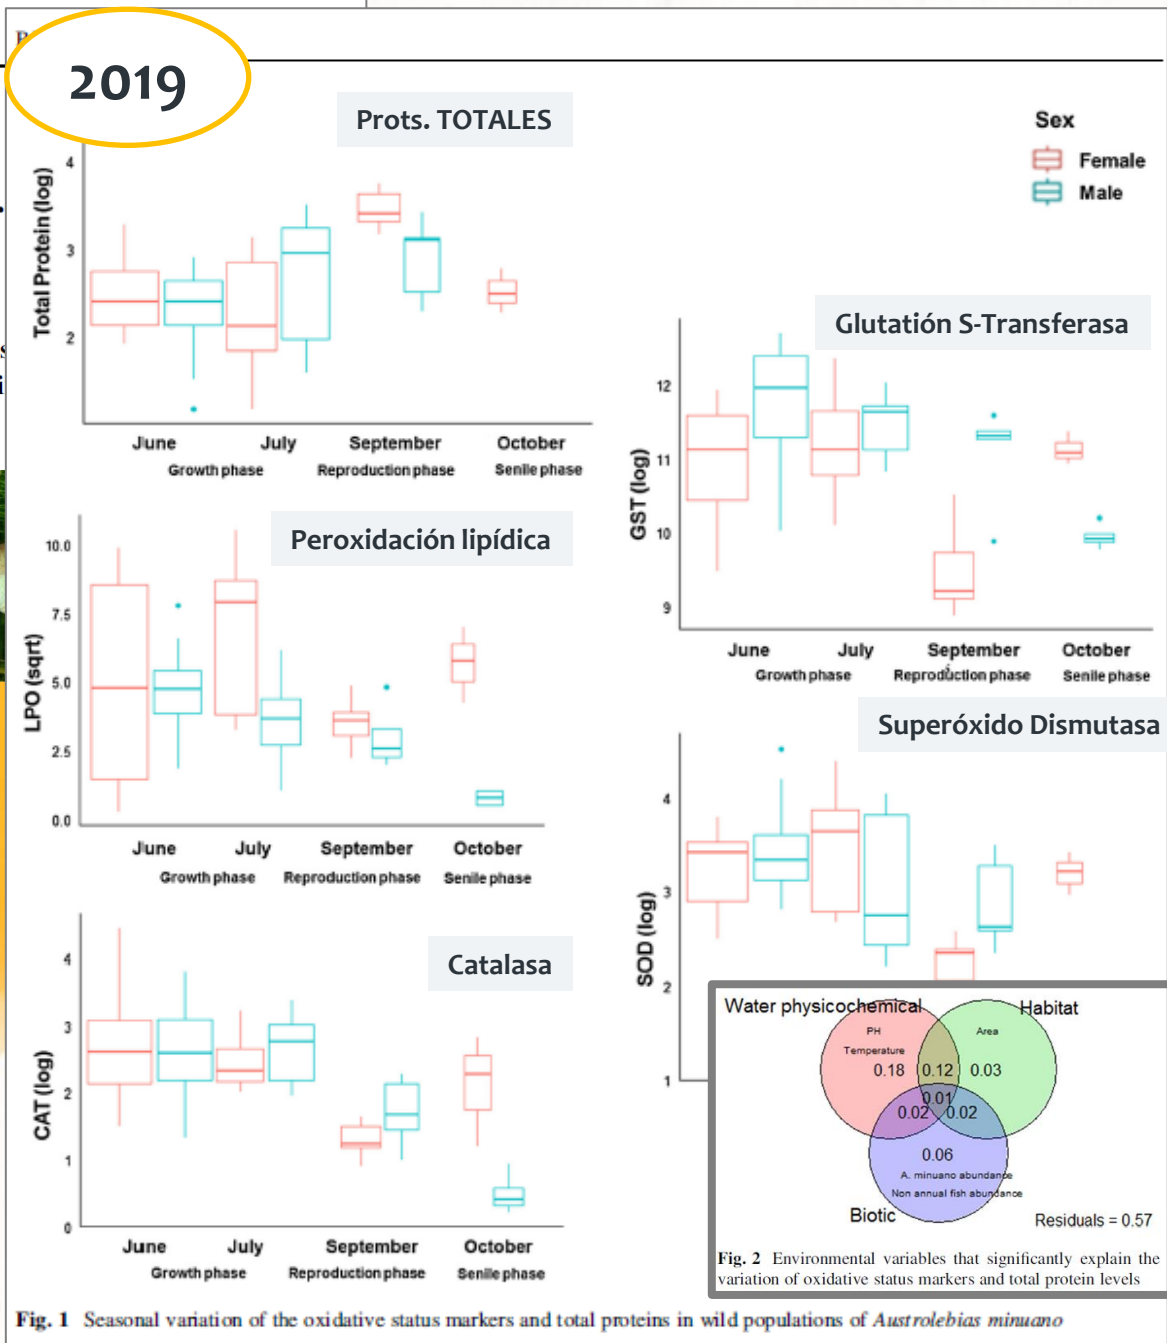 2019
Prots. TOTALES
Sex
Female
Male
Total Protein (log)
4
3
2
June
July
September
October
Growth phase
Reproduction phase
Senile phase
Glutatión S-Transferasa
GST (log)
12
11
10
9
June
July
September
October
Growth phase
Reproduction phase
Senile phase
Peroxidación lipídica
LPO (sqrt)
10.0
7.5
5.0
2.5
0.0
June
July
September
October
Growth phase
Reproduction phase
Senile phase
Superóxido Dismutasa
SOD (log)
4
3
2
1
Catalasa
CAT (log)
4
3
2
1
0
June
July
September
October
Growth phase
Reproduction phase
Senile phase
Water physicochemical
Habitat
PH
Area
Temperature
0.18
0.12
0.03
0.01
0.02
0.02
0.06
A. minuano abundance
Non annual fish abundance
Biotic
Residuals = 0.57
Fig. 2 Environmental variables that significantly explain the
variation of oxidative status markers and total protein levels
Fig. 1 Seasonal variation of the oxidative status markers and total proteins in wild populations of Austrolebias minuano